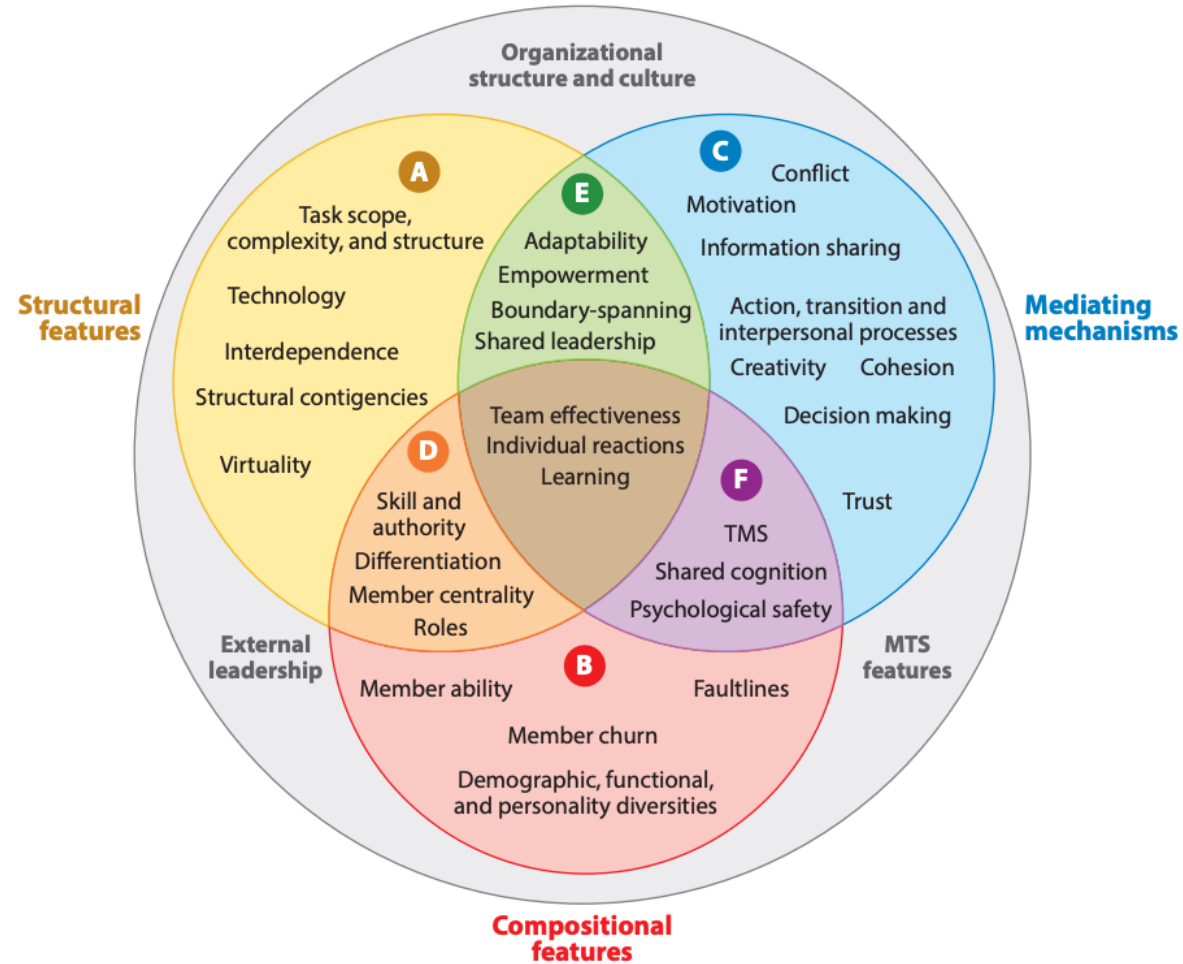 Organizational
structure and culture
A
Task scope,
complexity, and structure
Technology
Interdependence
Structural contigencies
Virtuality
Structural
features
E
Adaptability
Empowerment
Boundary-spanning
Shared leadership
C
Conflict
Motivation
Information sharing
Action, transition and
interpersonal processes
Creativity Cohesion
Decision making
Trust
Mediating
mechanisms
Team effectiveness
Individual reactions
Learning
D
Skill and
authority
Differentiation
Member centrality
Roles
F
TMS
Shared cognition
Psychological safety
External
leadership
MTS
features
B
Member ability
Faultlines
Member churn
Demographic, functional,
and personality diversities
Compositional
features